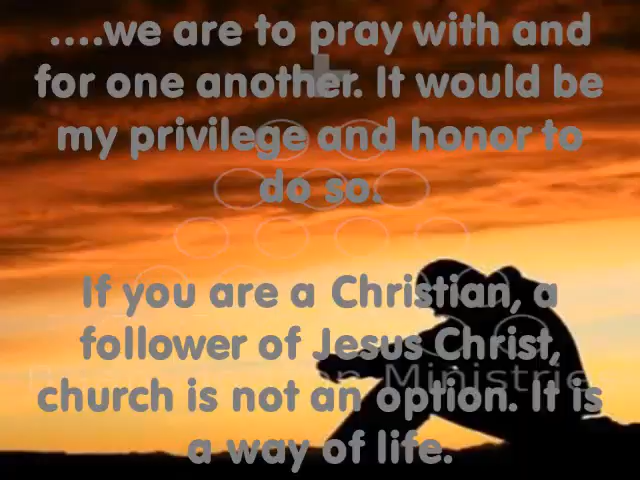 ....we are to pray with and
for one another. It would be
my privilege and honor to
do so.
If you are a Christian, a
follower of Jesus Christ,
church is not an option. It is
a way of life.
Ministrie